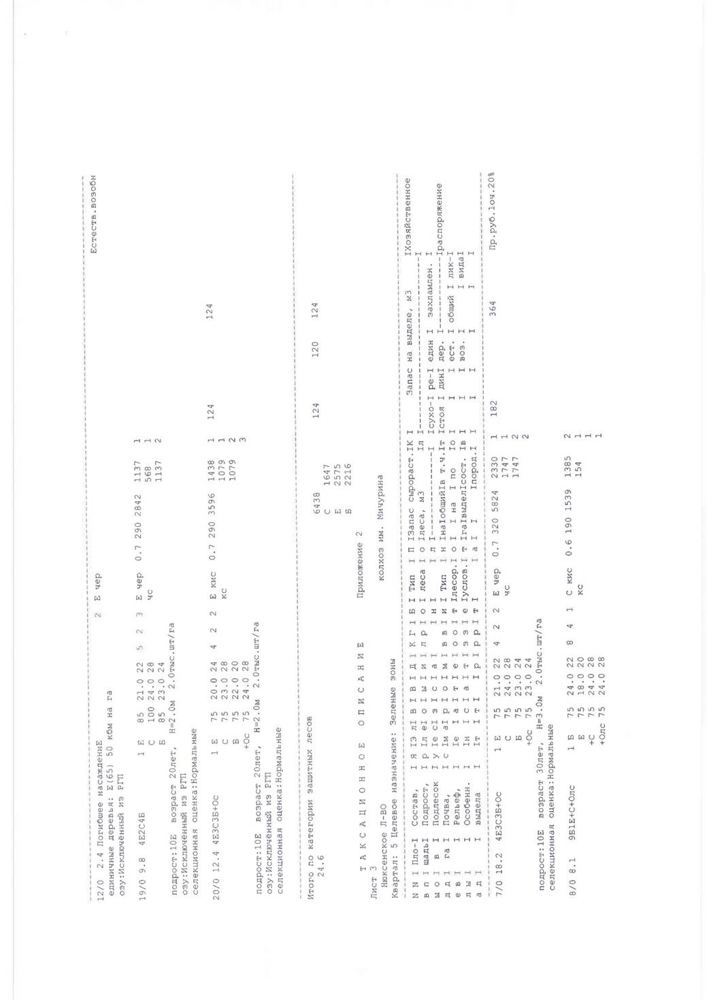 Естеств.возобн
12/0  2.4 Погибшее насаждениЕ                2  Е чер
единичные деревья: Е(65) 50 кбм на га
озу:Исключённый из РГП
19/0 9.8  4Е2С4Б   1 Е  85  21.0 22  5  2  3  Е чер  0.7 290 2842  1137  1
С  100 24.0 28   чс   568  1
Б  85  23.0 24   1137  2
подрост:10Е  возраст 20лет,  Н=2.0м  2.0тыс.шт/га
озу:Исключённый из РГП
селекционная оценка:Нормальные
20/0 12.4 4Е3С3Б+Ос   1 Е  75  20.0 24  4  2  2  Е кис  0.7 290 3596  1438  1  124  124
С  75  23.0 28   кс   1079  1
Б  75  22.0 20   1079  2
+Ос  75  24.0 28   3
подрост:10Е  возраст 20лет,  Н=2.0м  2.0тыс.шт/га
озу:Исключённый из РГП
селекционная оценка:Нормальные
Итого по категории защитных лесов
24.6   6438   124   120   124
С  1647
Е  2575
Б  2216
Т А К С А Ц И О Н Н О Е  О П И С А Н И Е   Приложение 2
Лист 3
Нюксенское Л-ВО   колхоз им. Мичурина
Квартал: 5 Целевое назначение: Зеленые зоны
N N I Пло-I  Состав,  I Я IЭ лI В I В I Д I К Г I Б I Тип  I П IЗапас сырораст.IК I  Запас на выделе, м3  IХозяйственное
в п I щадьI  Подрост,  I р Iл еI о I ы I и I л р I о I леса I о Iлеса, м3  Iл I----------------------------I
ы о I  в I  Подлесок  I у Iе сI з I с I а I  I н I  I л I------------I  Iсухо-I ре-I един I  захламлен. I
д д I  га I  Почва,  I с Iм аI р I о I м I в в I и I Тип  I н IнаIобщийIв т.ч.Iт Iстоя I динI дер. I-----------Iраспоряжение
е в I  I  Рельеф,  I  Iе  I а I т I е I о о I т Iлесор.I о I  I на  I по  Iо I  I  I ест. I общий I лик-I
л ы I  I  Особенн.  I  Iн  I с I а I т I з з I е Iуслов.I т IгаIвыделIсост. Iв I  I  I воз. I  I видаI
а д I  I  выдела  I  Iт  I т I  I р I р р I т I  I а I  I  Iпород.I  I  I  I  I  I
7/0 18.2  4Е3С3Б+Ос   1 Е  75  21.0 22  4  2  2  Е чер  0.7 320 5824  2330  1  182  364  Пр.руб.1оч.20%
С  75  24.0 28   чс   1747  1
Б  75  23.0 24   1747  2
+Ос  75  23.0 24   2
подрост:10Е  возраст 30лет,  Н=3.0м  2.0тыс.шт/га
селекционная оценка:Нормальные
8/0 8.1  9Б1Е+С+Олс   1  Б  75  24.0 22  8  4  1  С кис  0.6 190 1539  1385  2
Е  75  18.0 20   кс   154  1
+С  75  24.0 28   1
+Олс 75  24.0 28   1